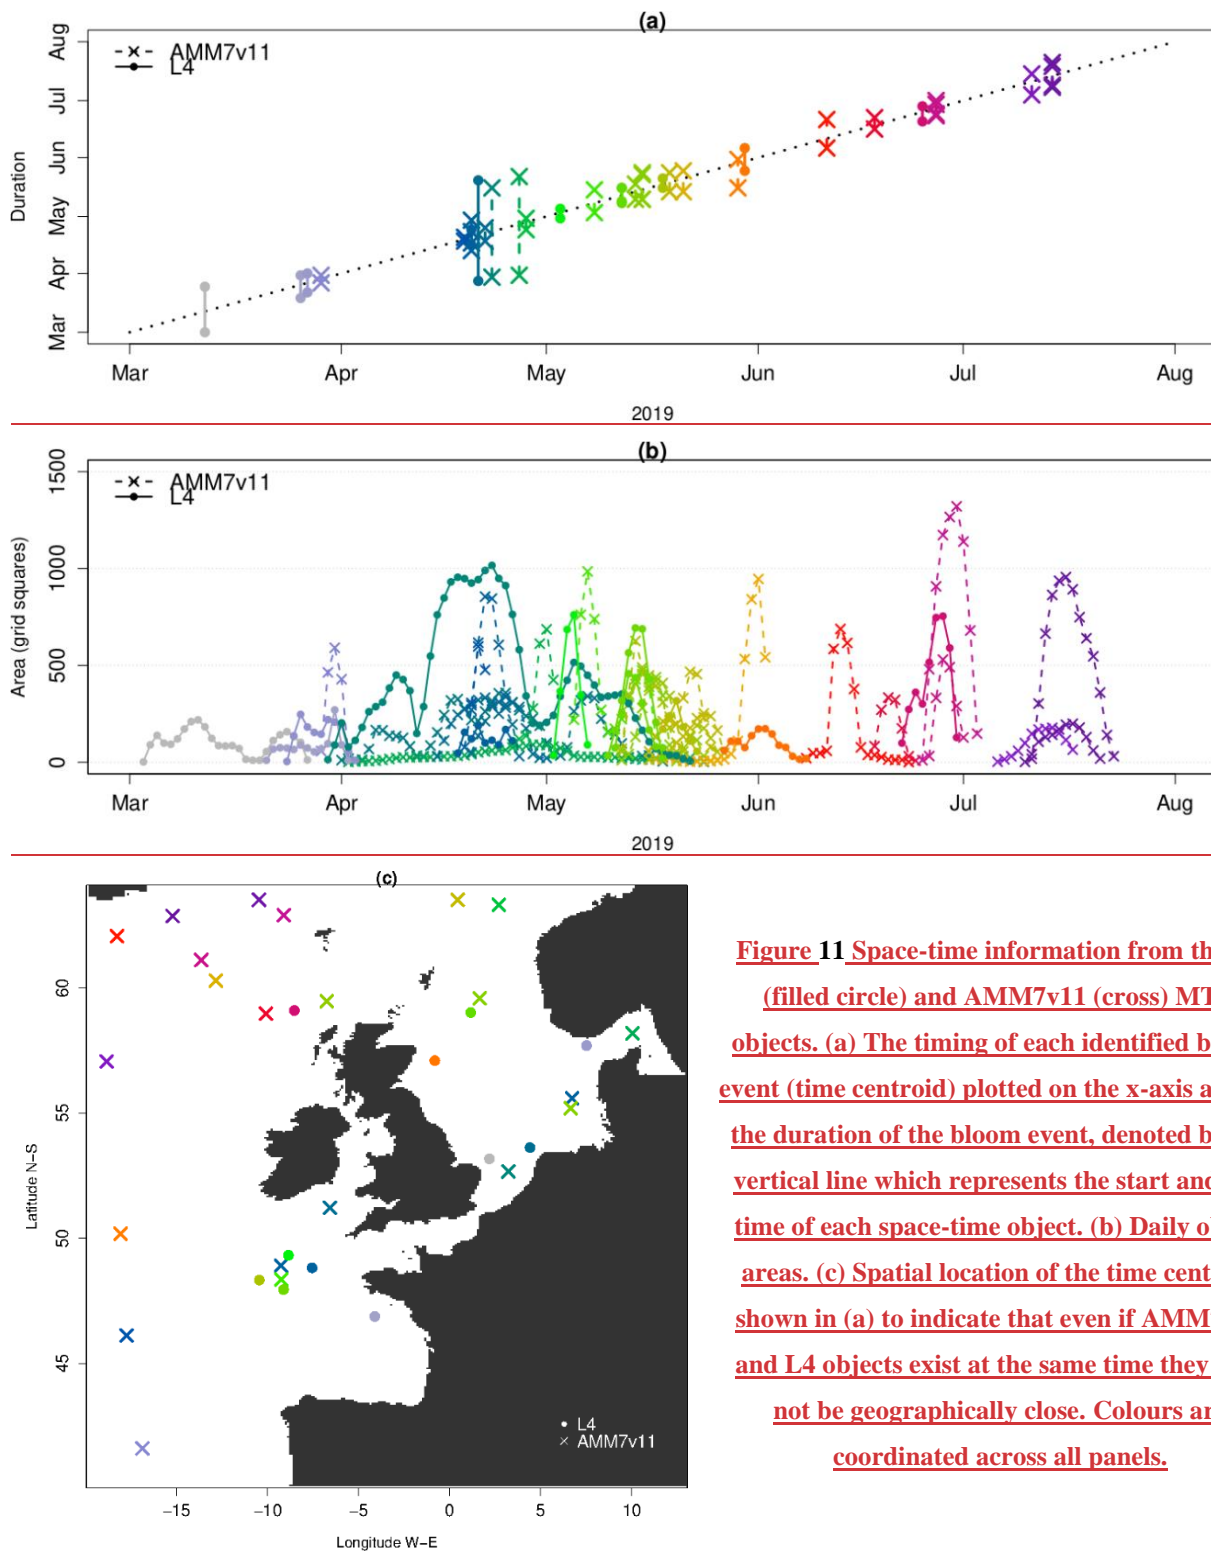 (a)
AMM7v11
L4
Duration
Aug
Jul
Jun
May
Apr
Mar
Mar Apr May Jun Jul Aug
2019
(b)
AMM7v11
L4
Area (grid squares)
1500
1000
500
0
Mar Apr May Jun Jul Aug
2019
(c)
Latitude N–S
60
55
50
45
L4
AMM7v11
−15 −10 −5 0 5 10
Longitude W–E
Figure 11 Space-time information from th
(filled circle) and AMM7v11 (cross) MT
objects. (a) The timing of each identified b
event (time centroid) plotted on the x-axis a
the duration of the bloom event, denoted b
vertical line which represents the start and
time of each space-time object. (b) Daily o
areas. (c) Spatial location of the time cent
shown in (a) to indicate that even if AMM
and L4 objects exist at the same time they
not be geographically close. Colours ar
coordinated across all panels.